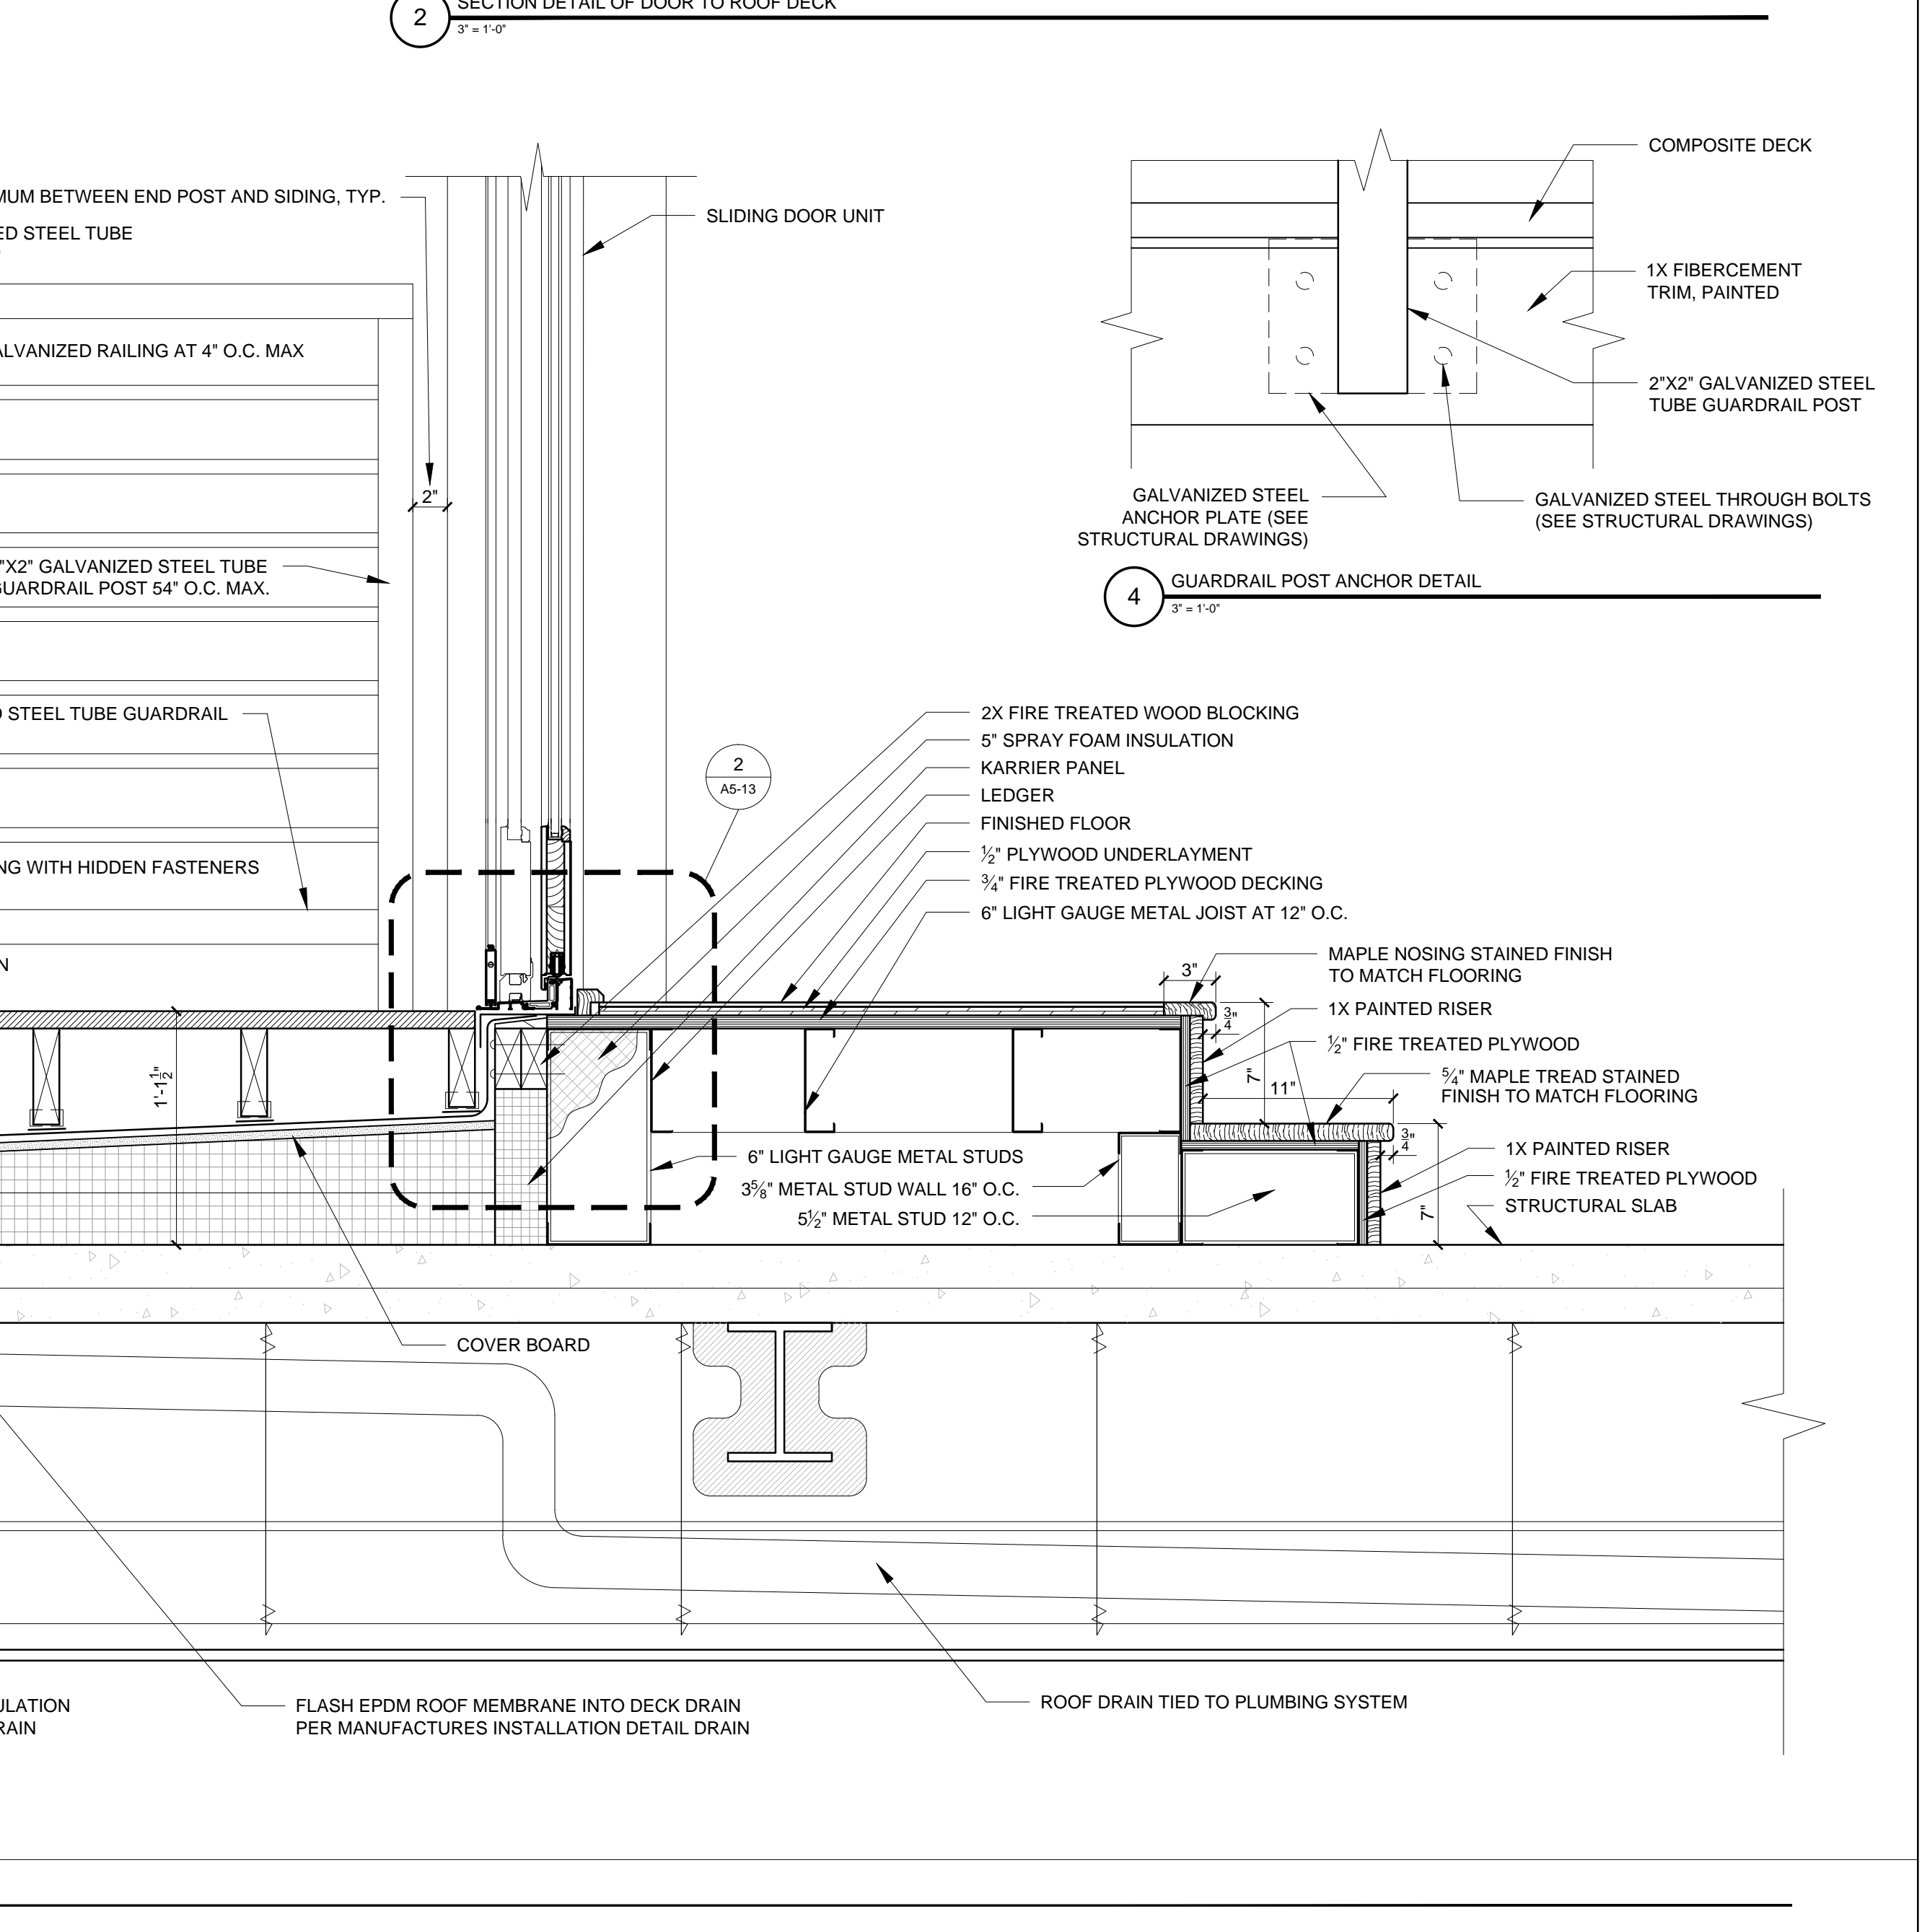 2
SECTION DETAIL OF DOOR TO ROOF DECK
3" = 1'-0"
BETWEEN END POST AND SIDING, TYP.
STEEL TUBE
RAILING AT 4" O.C. MAX
2"
GALVANIZED STEEL TUBE
POST 54" O.C. MAX.
STEEL TUBE GUARDRAIL
WITH HIDDEN FASTENERS
1'-1½"
SLIDING DOOR UNIT
COMPOSITE DECK
1X FIBERCEMENT
TRIM, PAINTED
2"X2" GALVANIZED STEEL
TUBE GUARDRAIL POST
GALVANIZED STEEL
ANCHOR PLATE (SEE
STRUCTURAL DRAWINGS)
GALVANIZED STEEL THROUGH BOLTS
(SEE STRUCTURAL DRAWINGS)
4
GUARDRAIL POST ANCHOR DETAIL
3" = 1'-0"
2
A5-13
2X FIRE TREATED WOOD BLOCKING
5" SPRAY FOAM INSULATION
KARRIER PANEL
LEDGER
FINISHED FLOOR
½" PLYWOOD UNDERLAYMENT
¾" FIRE TREATED PLYWOOD DECKING
6" LIGHT GAUGE METAL JOIST AT 12" O.C.
MAPLE NOSING STAINED FINISH
TO MATCH FLOORING
3"
1X PAINTED RISER
¾"
½" FIRE TREATED PLYWOOD
7"
11"
5⁄4" MAPLE TREAD STAINED
FINISH TO MATCH FLOORING
¾"
1X PAINTED RISER
½" FIRE TREATED PLYWOOD
7"
STRUCTURAL SLAB
6" LIGHT GAUGE METAL STUDS
3⅝" METAL STUD WALL 16" O.C.
5½" METAL STUD 12" O.C.
COVER BOARD
FLASH EPDM ROOF MEMBRANE INTO DECK DRAIN
PER MANUFACTURES INSTALLATION DETAIL DRAIN
ROOF DRAIN TIED TO PLUMBING SYSTEM